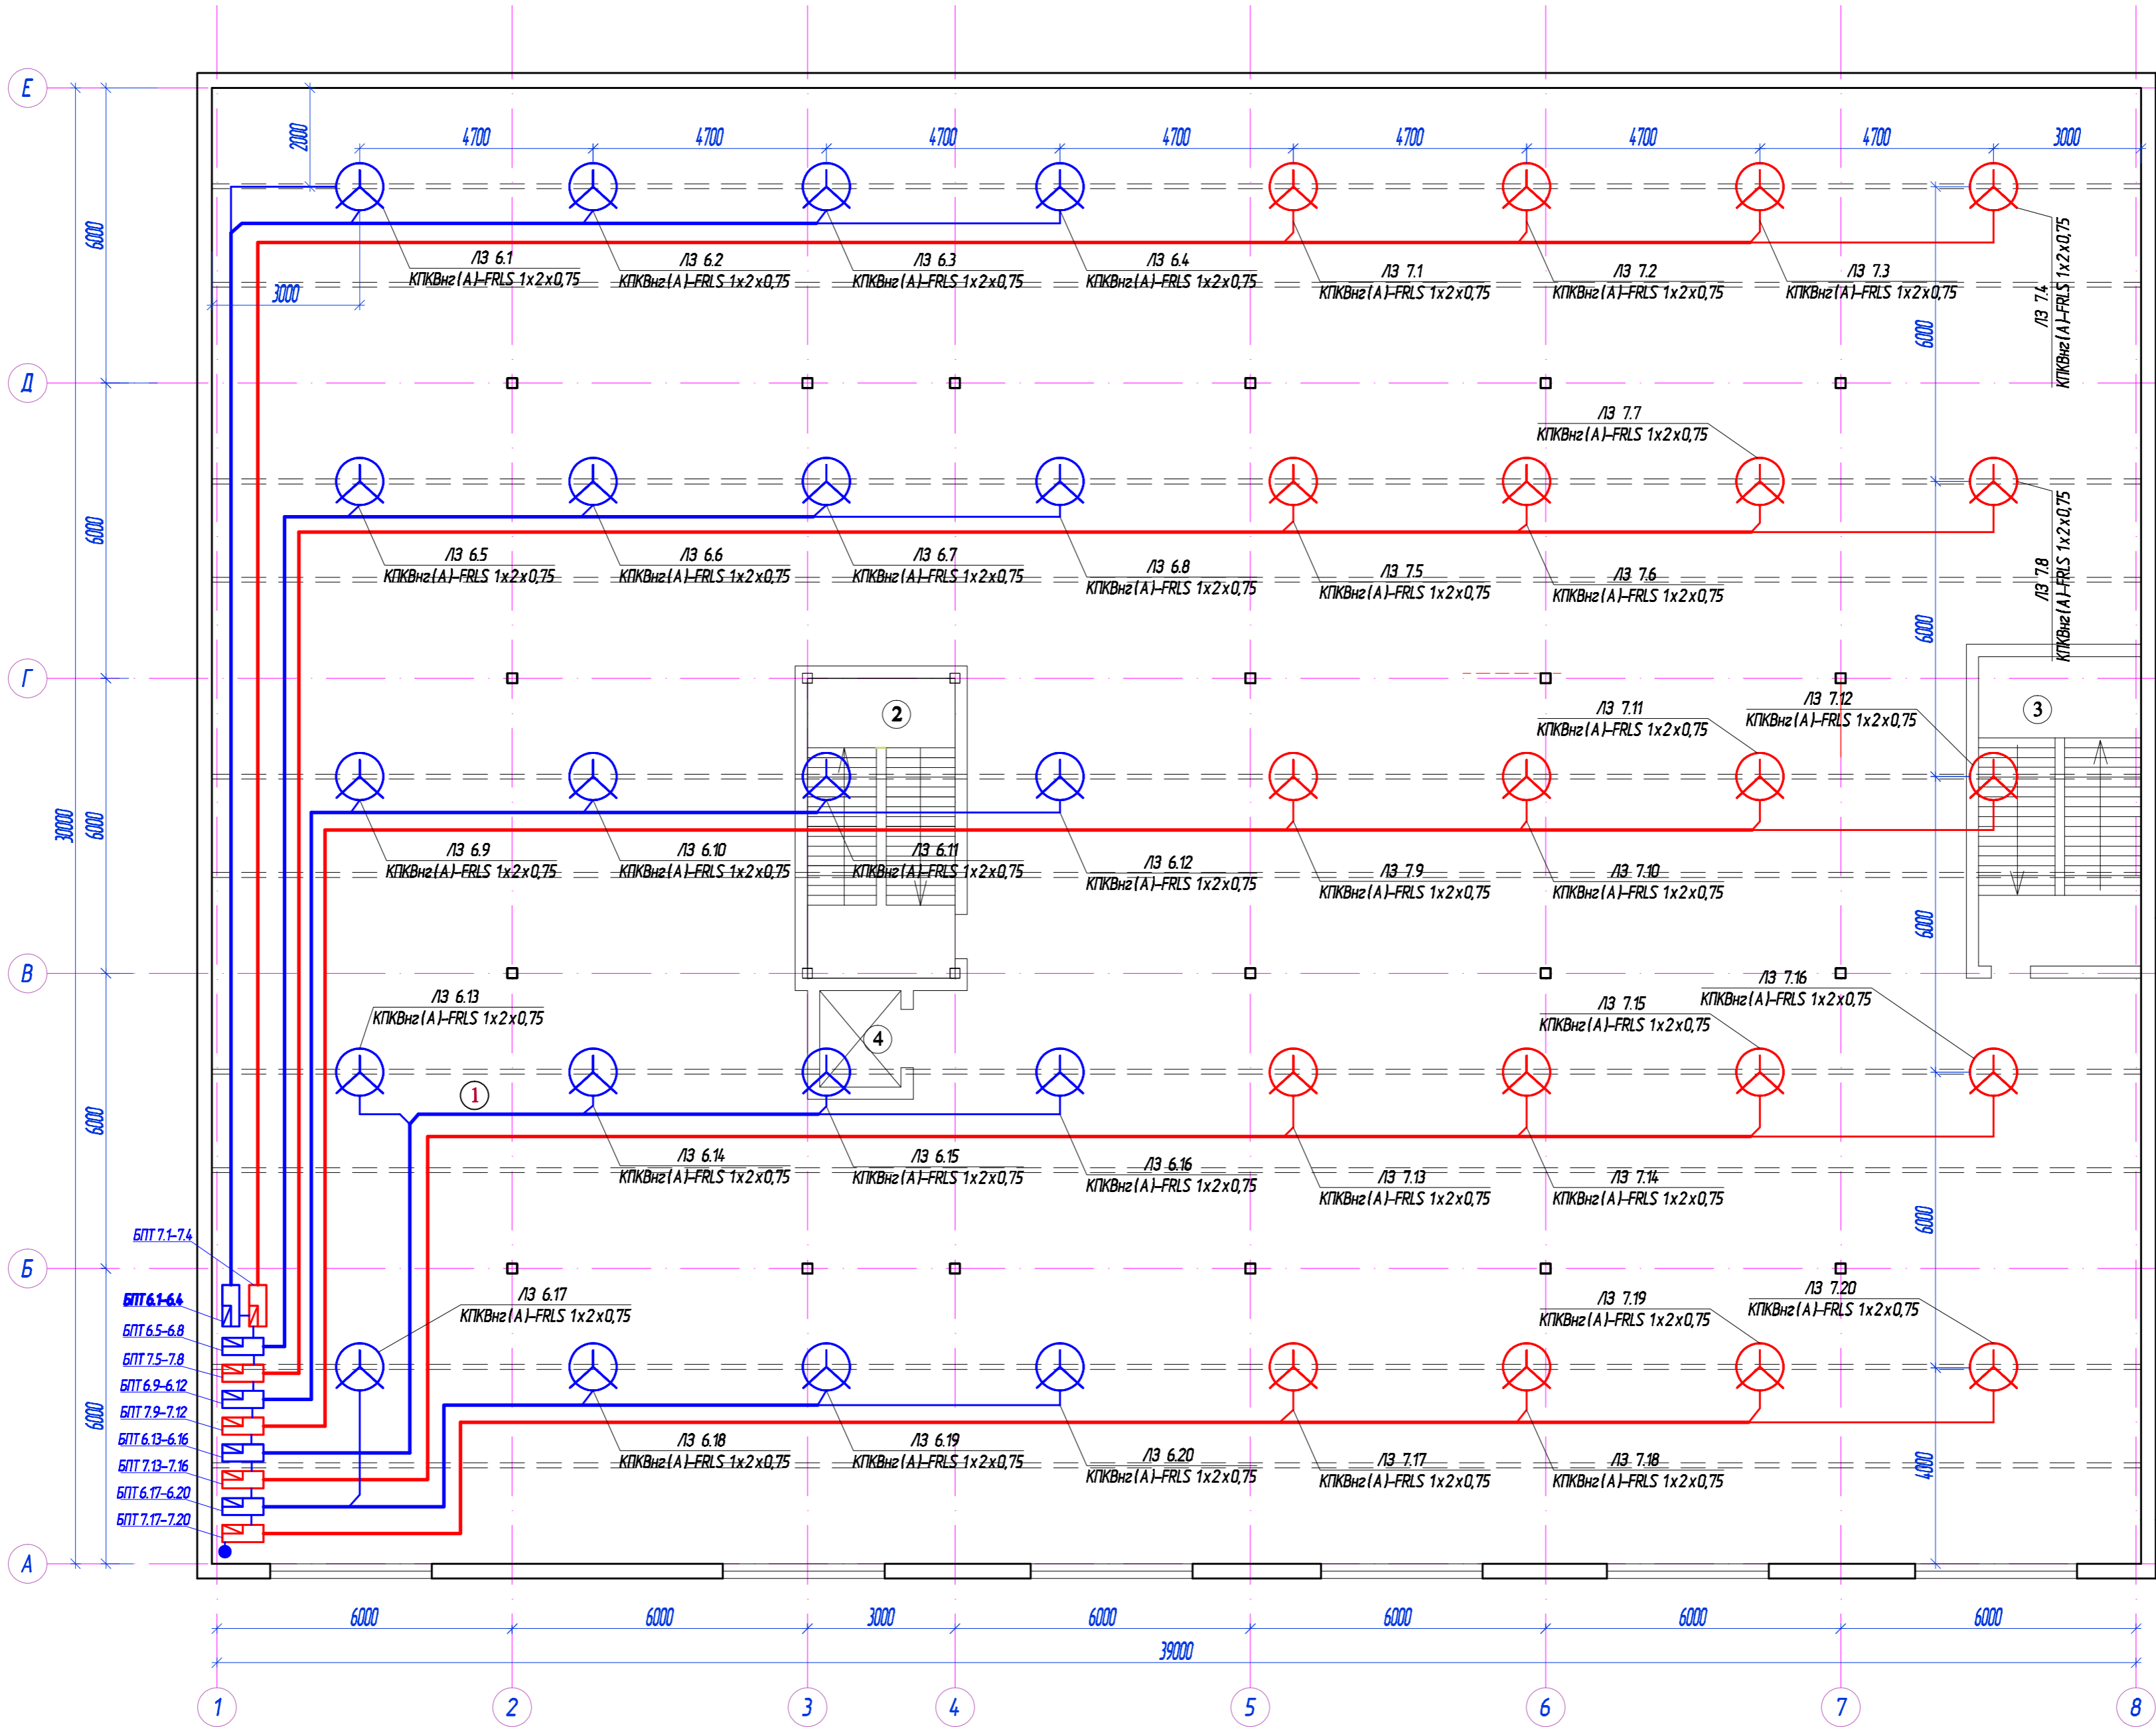 Е
2000
4700
4700
4700
4700
4700
4700
4700
3000
6000
ЛЗ 6.1
КПКВнг(А)-FRLS 1х2х0,75
ЛЗ 6.2
КПКВнг(А)-FRLS 1х2х0,75
ЛЗ 6.3
КПКВнг(А)-FRLS 1х2х0,75
ЛЗ 6.4
КПКВнг(А)-FRLS 1х2х0,75
ЛЗ 7.1
КПКВнг(А)-FRLS 1х2х0,75
ЛЗ 7.2
КПКВнг(А)-FRLS 1х2х0,75
ЛЗ 7.3
КПКВнг(А)-FRLS 1х2х0,75
ЛЗ 7.4
КПКВнг(А)-FRLS 1х2х0,75
3000
6000
Д
ЛЗ 7.7
КПКВнг(А)-FRLS 1х2х0,75
6000
ЛЗ 6.5
КПКВнг(А)-FRLS 1х2х0,75
ЛЗ 6.6
КПКВнг(А)-FRLS 1х2х0,75
ЛЗ 6.7
КПКВнг(А)-FRLS 1х2х0,75
ЛЗ 6.8
КПКВнг(А)-FRLS 1х2х0,75
ЛЗ 7.5
КПКВнг(А)-FRLS 1х2х0,75
ЛЗ 7.6
КПКВнг(А)-FRLS 1х2х0,75
ЛЗ 7.8
КПКВнг(А)-FRLS 1х2х0,75
6000
Г
2
3
ЛЗ 7.11
КПКВнг(А)-FRLS 1х2х0,75
ЛЗ 7.12
КПКВнг(А)-FRLS 1х2х0,75
30000
6000
ЛЗ 6.9
КПКВнг(А)-FRLS 1х2х0,75
ЛЗ 6.10
КПКВнг(А)-FRLS 1х2х0,75
ЛЗ 6.11
КПКВнг(А)-FRLS 1х2х0,75
ЛЗ 6.12
КПКВнг(А)-FRLS 1х2х0,75
ЛЗ 7.9
КПКВнг(А)-FRLS 1х2х0,75
ЛЗ 7.10
КПКВнг(А)-FRLS 1х2х0,75
6000
В
ЛЗ 6.13
КПКВнг(А)-FRLS 1х2х0,75
ЛЗ 7.15
КПКВнг(А)-FRLS 1х2х0,75
ЛЗ 7.16
КПКВнг(А)-FRLS 1х2х0,75
4
1
6000
ЛЗ 6.14
КПКВнг(А)-FRLS 1х2х0,75
ЛЗ 6.15
КПКВнг(А)-FRLS 1х2х0,75
ЛЗ 6.16
КПКВнг(А)-FRLS 1х2х0,75
ЛЗ 7.13
КПКВнг(А)-FRLS 1х2х0,75
ЛЗ 7.14
КПКВнг(А)-FRLS 1х2х0,75
6000
БПТ 7.1-7.4
Б
БПТ 6.1-6.4
БПТ 6.5-6.8
БПТ 7.5-7.8
БПТ 6.9-6.12
БПТ 7.9-7.12
БПТ 6.13-6.16
БПТ 7.13-7.16
БПТ 6.17-6.20
БПТ 7.17-7.20
ЛЗ 6.17
КПКВнг(А)-FRLS 1х2х0,75
ЛЗ 7.19
КПКВнг(А)-FRLS 1х2х0,75
ЛЗ 7.20
КПКВнг(А)-FRLS 1х2х0,75
6000
ЛЗ 6.18
КПКВнг(А)-FRLS 1х2х0,75
ЛЗ 6.19
КПКВнг(А)-FRLS 1х2х0,75
ЛЗ 6.20
КПКВнг(А)-FRLS 1х2х0,75
ЛЗ 7.17
КПКВнг(А)-FRLS 1х2х0,75
ЛЗ 7.18
КПКВнг(А)-FRLS 1х2х0,75
4000
А
6000
6000
3000
6000
6000
6000
6000
39000
1
2
3
4
5
6
7
8